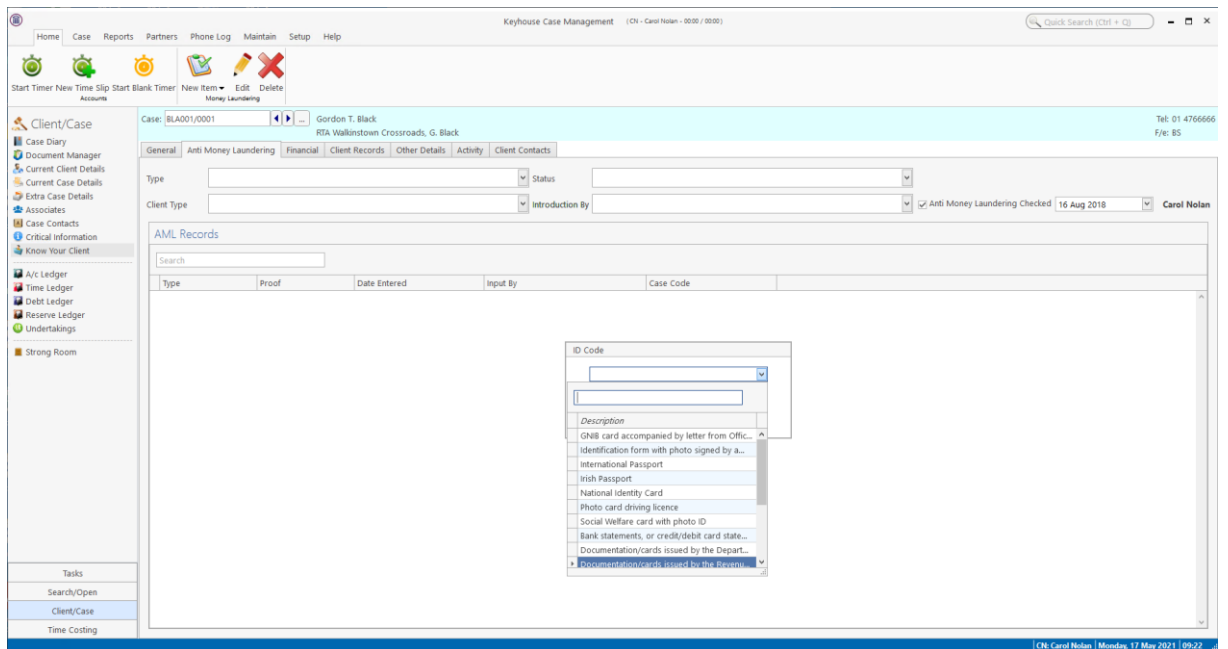 Keyhouse Case Management (CN - Carol Nolan - 00:00 / 00:00)
Quick Search (Ctrl + Q)
Home Case Reports Partners Phone Log Maintain Setup Help
Start Timer New Time Slip Start Blank Timer New Item Edit Delete
Accounts Money Laundering
Client/Case
Case Diary
Document Manager
Current Client Details
Current Case Details
Extra Case Details
Associates
Case Contacts
Critical Information
Know Your Client
A/c Ledger
Time Ledger
Debt Ledger
Reserve Ledger
Undertakings
Strong Room
Tasks
Search/Open
Client/Case
Time Costing
Case: BLA001/0001 ... Gordon T. Black Tel: 01 4766666
RTA Walkinstown Crossroads, G. Black F/e: BS
General Anti Money Laundering Financial Client Records Other Details Activity Client Contacts
Type Status
Client Type Introduction By Anti Money Laundering Checked 16 Aug 2018 Carol Nolan
AML Records
Search
Type Proof Date Entered Input By Case Code
ID Code
Description
GNIB card accompanied by letter from Offic...
Identification form with photo signed by a...
International Passport
Irish Passport
National Identity Card
Photo card driving licence
Social Welfare card with photo ID
Bank statements, or credit/debit card state...
Documentation/cards issued by the Depart...
Documentation/cards issued by the Revenu...
CN: Carol Nolan Monday, 17 May 2021 09:22